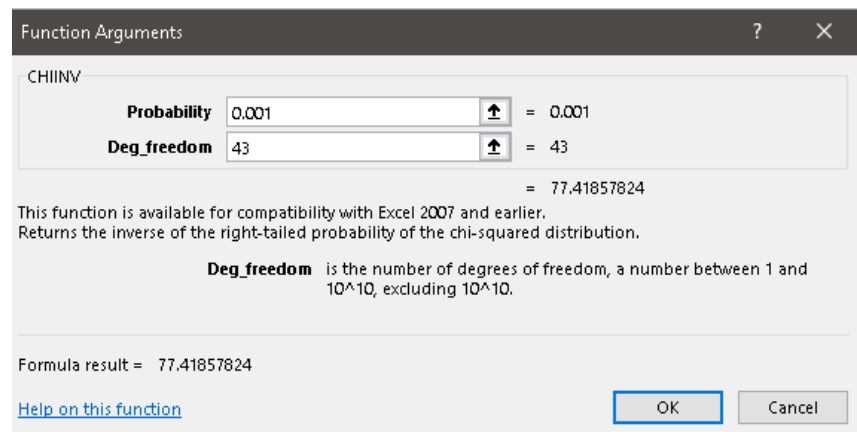 Function Arguments ? ×
CHIINV
Probability 0.001 = 0.001
Deg_freedom 43 = 43
= 77.41857824
This function is available for compatibility with Excel 2007 and earlier.
Returns the inverse of the right-tailed probability of the chi-squared distribution.
Deg_freedom is the number of degrees of freedom, a number between 1 and
10^10, excluding 10^10.
Formula result = 77.41857824
Help on this function OK Cancel